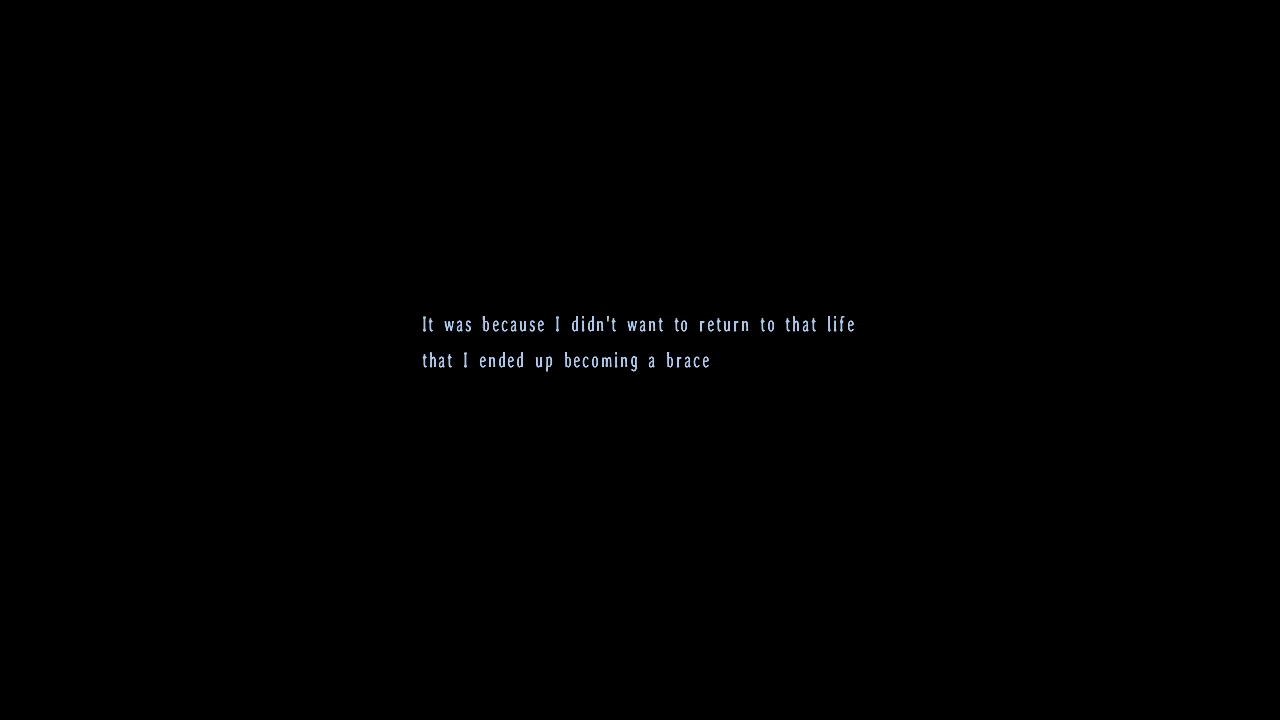 It was because I didn't want to return to that life
that I ended up becoming a brace